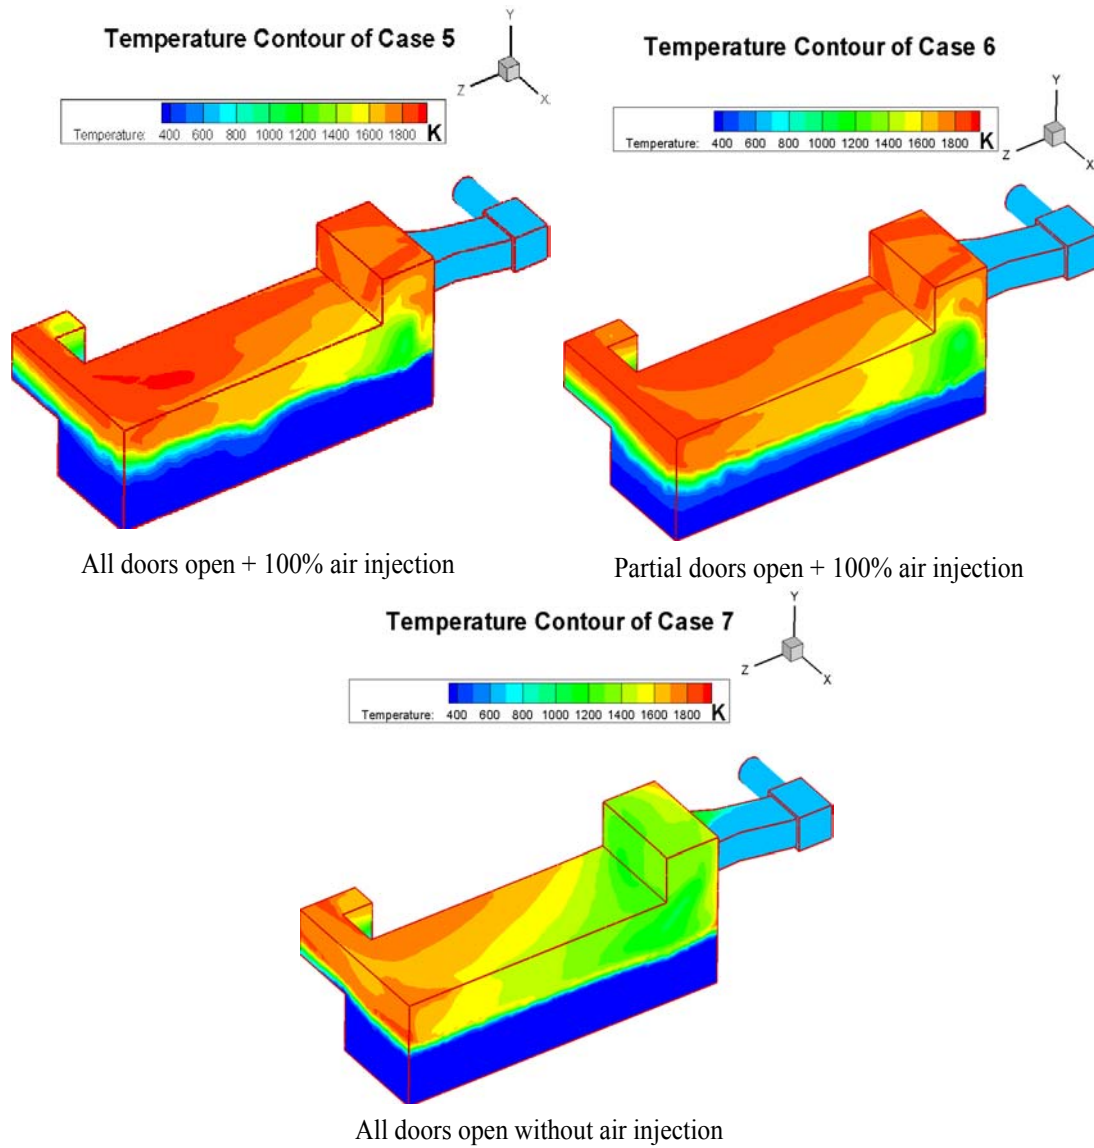 Temperature Contour of Case 5
Y
Z
X
Temperature: 400 600 800 1000 1200 1400 1600 1800 K
Temperature Contour of Case 6
Y
Z
X
Temperature: 400 600 800 1000 1200 1400 1600 1800 K
All doors open + 100% air injection
Partial doors open + 100% air injection
Temperature Contour of Case 7
Y
Z
X
Temperature: 400 600 800 1000 1200 1400 1600 1800 K
All doors open without air injection